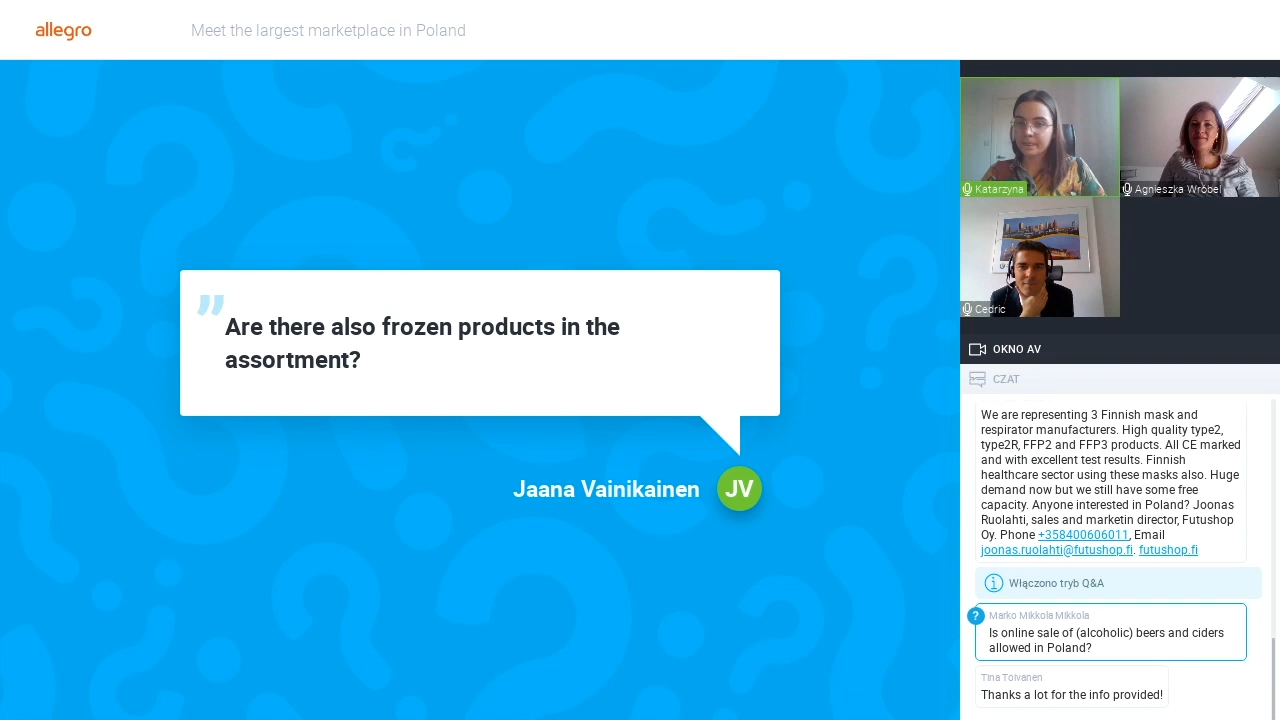 allegro
Meet the largest marketplace in Poland
”
Are there also frozen products in the
assortment?
Jaana Vainikainen
JV
Katarzyna
Agnieszka Wróbel
Cedric
OKNO AV
CZAT
We are representing 3 Finnish mask and
respirator manufacturers. High quality type2,
type2R, FFP2 and FFP3 products. All CE marked
and with excellent test results. Finnish
healthcare sector using these masks also. Huge
demand now but we still have some free
capacity. Anyone interested in Poland? Joonas
Ruolahti, sales and marketin director, Futushop
Oy. Phone +358400606011, Email
joonas.ruolahti@futushop.fi. futushop.fi
Włączono tryb Q&A
?
Marko Mikkola Mikkola
Is online sale of (alcoholic) beers and ciders
allowed in Poland?
Tina Toivanen
Thanks a lot for the info provided!